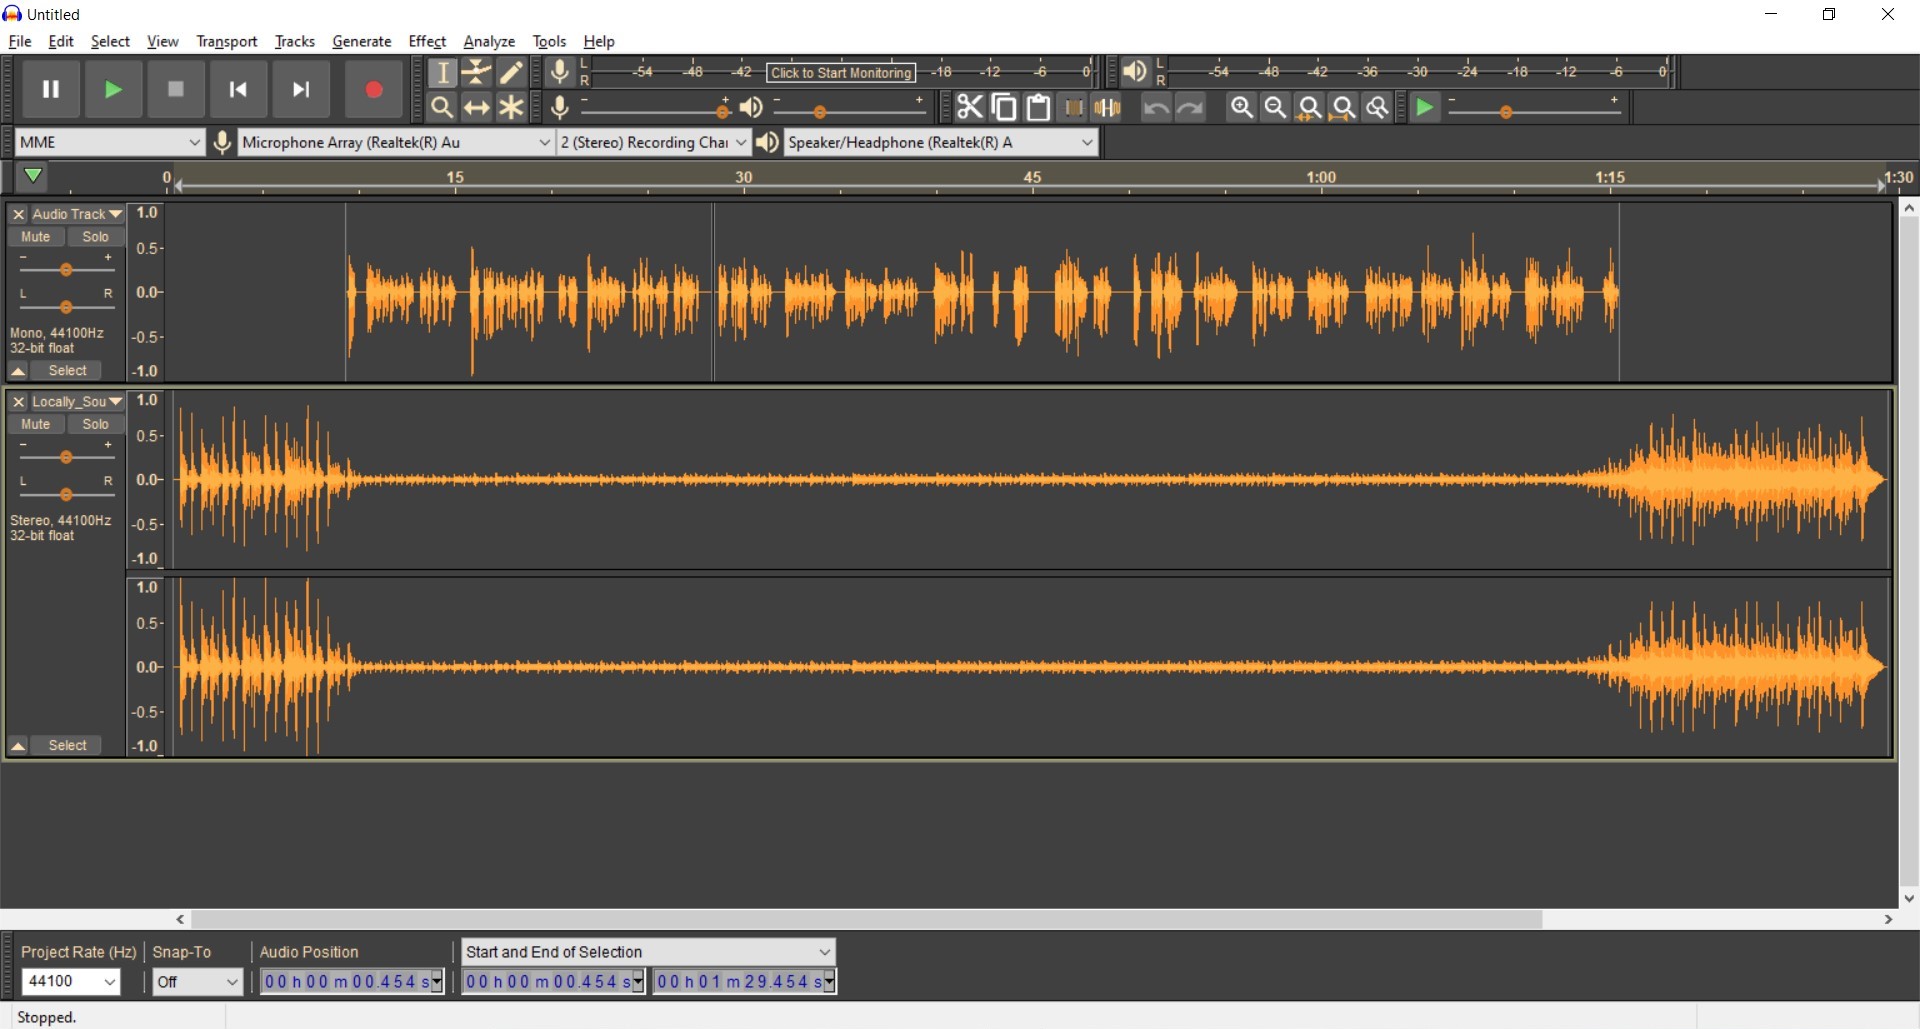 Untitled
File Edit Select View Transport Tracks Generate Effect Analyze Tools Help
L -54 -48 -42 Click to Start Monitoring -18 -12 -6 0 L -54 -48 -42 -36 -30 -24 -18 -12 -6 0
R R
- + - + - +
MME Microphone Array (Realtek(R) Au 2 (Stereo) Recording Chai Speaker/Headphone (Realtek(R) A
0 15 30 45 1:00 1:15 1:30
Audio Track 1.0
Mute Solo
- + 0.5
L R 0.0
Mono, 44100Hz -0.5
32-bit float
Select -1.0
Locally_Sou 1.0
Mute Solo
- + 0.5
L R 0.0
Stereo, 44100Hz -0.5
32-bit float
-1.0
1.0
0.5
0.0
-0.5
Select -1.0
Project Rate (Hz) Snap-To Audio Position Start and End of Selection
44100 Off 00 h 00 m 00.454 s 00 h 00 m 00.454 s 00 h 01 m 29.454 s
Stopped.